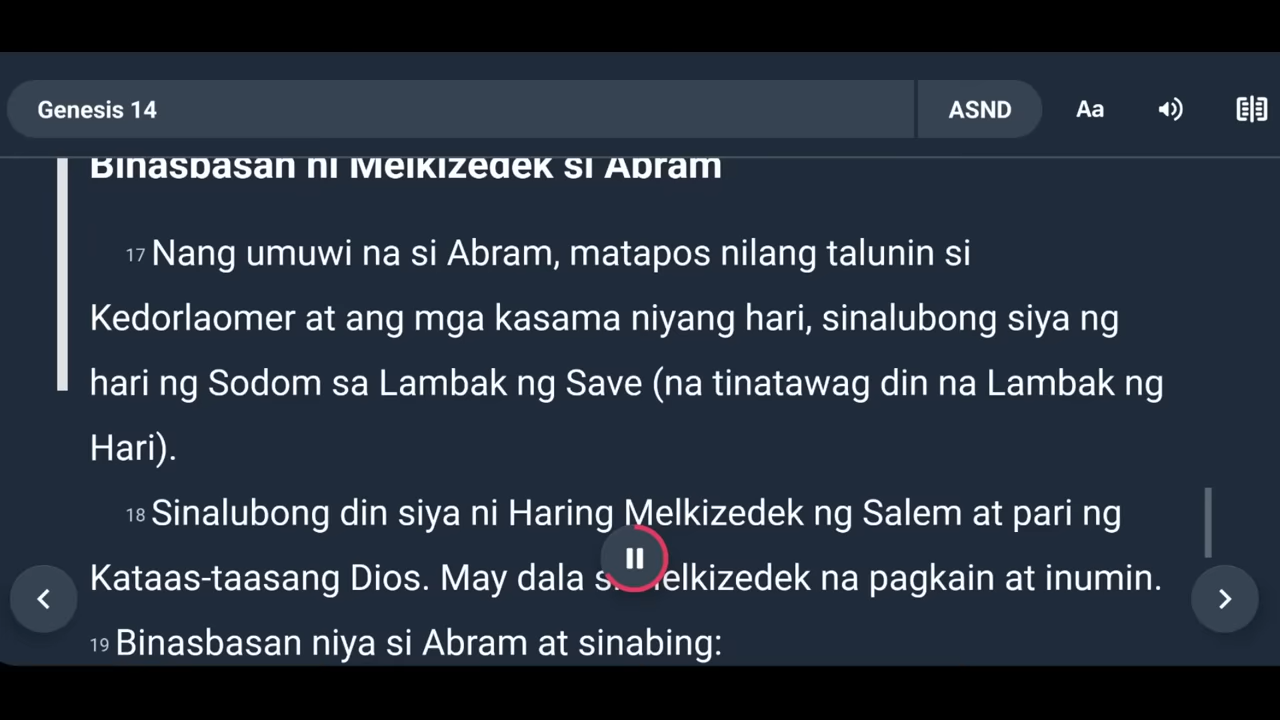 Genesis 14
ASND
Aa
Binasbasan ni Melkizedek si Abram
17 Nang umuwi na si Abram, matapos nilang talunin si
Kedorlaomer at ang mga kasama niyang hari, sinalubong siya ng
hari ng Sodom sa Lambak ng Save (na tinatawag din na Lambak ng
Hari).
18 Sinalubong din siya ni Haring Melkizedek ng Salem at pari ng
Kataas-taasang Dios. May dala si Melkizedek na pagkain at inumin.
19 Binasbasan niya si Abram at sinabing: